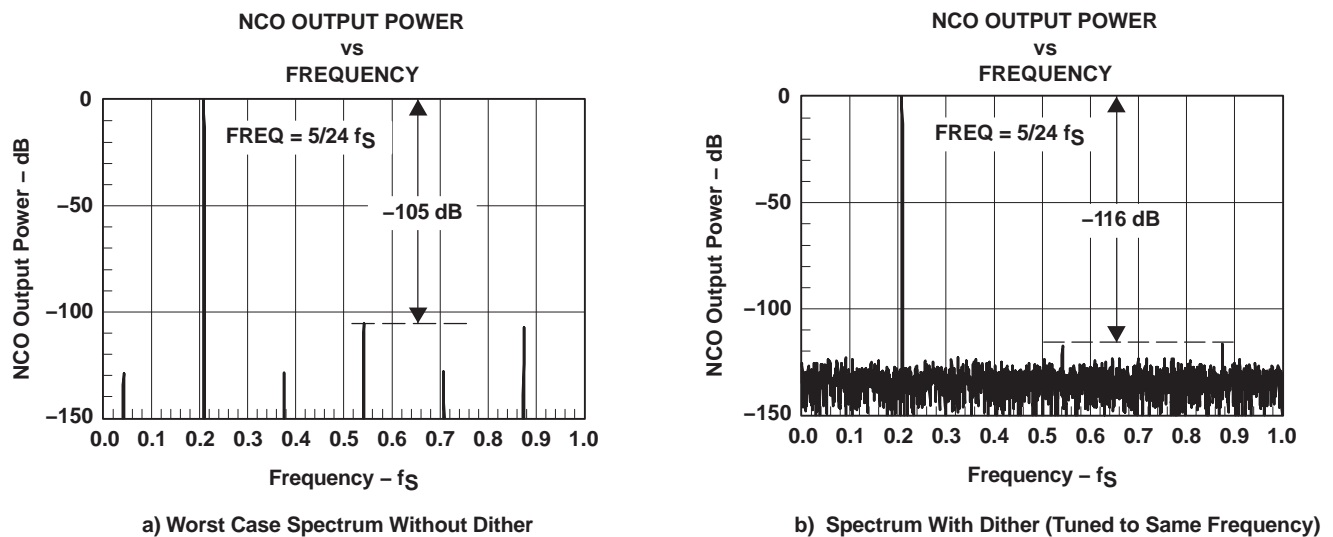 NCO OUTPUT POWER
vs
FREQUENCY
NCO Output Power – dB
0
–50
–100
–150
FREQ = 5/24 fS
–105 dB
0.0 0.1 0.2 0.3 0.4 0.5 0.6 0.7 0.8 0.9 1.0
Frequency – fS
a) Worst Case Spectrum Without Dither
NCO OUTPUT POWER
vs
FREQUENCY
NCO Output Power – dB
0
–50
–100
–150
FREQ = 5/24 fS
–116 dB
0.0 0.1 0.2 0.3 0.4 0.5 0.6 0.7 0.8 0.9 1.0
Frequency – fS
b) Spectrum With Dither (Tuned to Same Frequency)